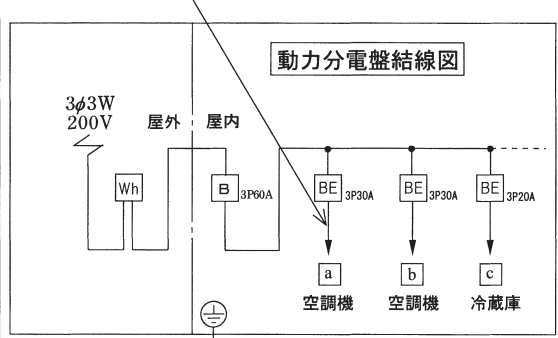 動力分電盤結線図
3φ3W
200V
屋外
屋内
Wh
B
3P60A
BE
3P30A
BE
3P30A
BE
3P20A
a
b
c
空調機
空調機
冷蔵庫